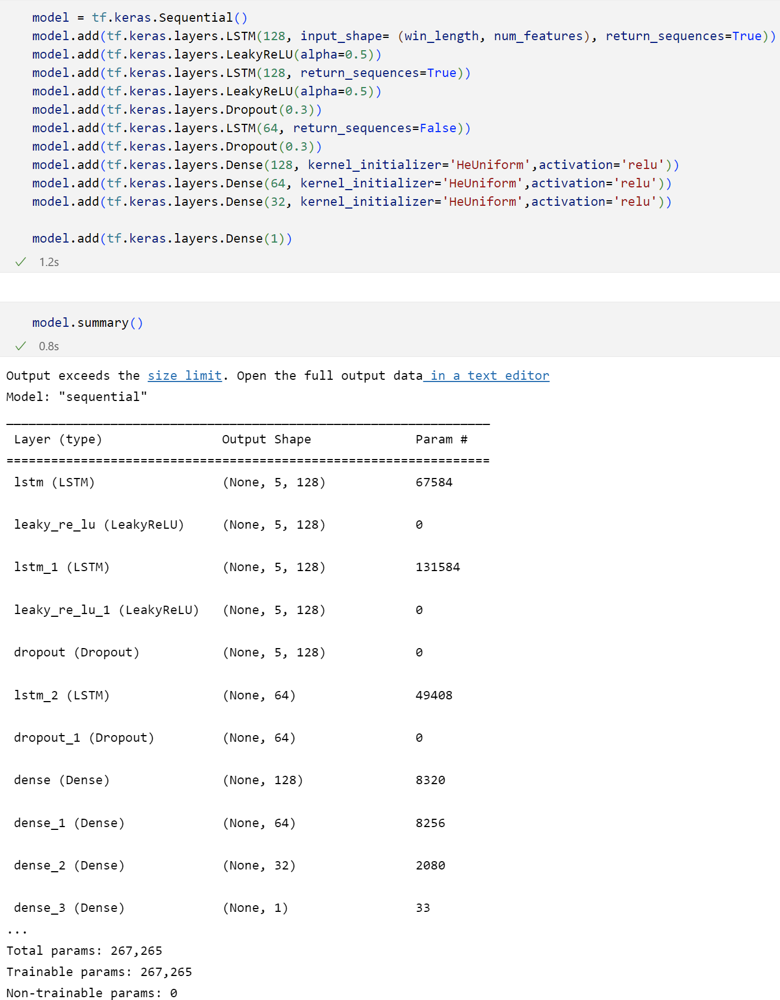 model = tf.keras.Sequential()
model.add(tf.keras.layers.LSTM(128, input_shape= (win_length, num_features), return_sequences=True))
model.add(tf.keras.layers.LeakyReLU(alpha=0.5))
model.add(tf.keras.layers.LSTM(128, return_sequences=True))
model.add(tf.keras.layers.LeakyReLU(alpha=0.5))
model.add(tf.keras.layers.Dropout(0.3))
model.add(tf.keras.layers.LSTM(64, return_sequences=False))
model.add(tf.keras.layers.Dropout(0.3))
model.add(tf.keras.layers.Dense(128, kernel_initializer='HeUniform',activation='relu'))
model.add(tf.keras.layers.Dense(64, kernel_initializer='HeUniform',activation='relu'))
model.add(tf.keras.layers.Dense(32, kernel_initializer='HeUniform',activation='relu'))
model.add(tf.keras.layers.Dense(1))
✓ 1.2s
model.summary()
✓ 0.8s
Output exceeds the size limit. Open the full output data in a text editor
Model: "sequential"
_________________________________________________________________
Layer (type) Output Shape Param #
=================================================================
lstm (LSTM) (None, 5, 128) 67584
leaky_re_lu (LeakyReLU) (None, 5, 128) 0
lstm_1 (LSTM) (None, 5, 128) 131584
leaky_re_lu_1 (LeakyReLU) (None, 5, 128) 0
dropout (Dropout) (None, 5, 128) 0
lstm_2 (LSTM) (None, 64) 49408
dropout_1 (Dropout) (None, 64) 0
dense (Dense) (None, 128) 8320
dense_1 (Dense) (None, 64) 8256
dense_2 (Dense) (None, 32) 2080
dense_3 (Dense) (None, 1) 33
...
Total params: 267,265
Trainable params: 267,265
Non-trainable params: 0